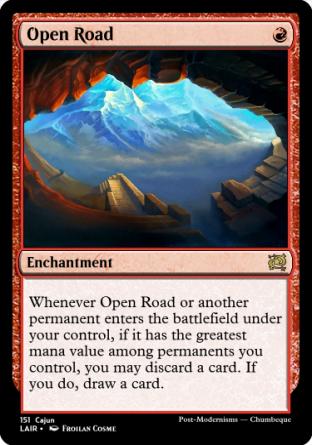 Open Road
Enchantment
Whenever Open Road or another
permanent enters the battlefield under
your control, if it has the greatest
mana value among permanents you
control, you may discard a card. If
you do, draw a card.
151 Cajun
Post-Modernisms — Chumbeque
LAIR • Froilan Cosme